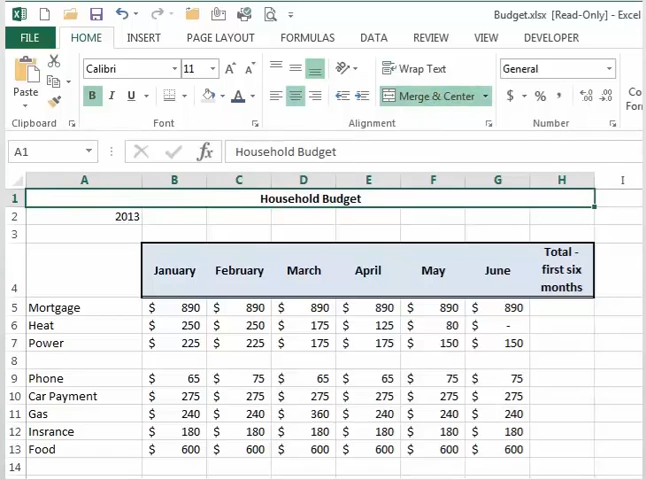 Budget.xlsx [Read-Only] - Excel
FILE HOME INSERT PAGE LAYOUT FORMULAS DATA REVIEW VIEW DEVELOPER
Calibri 11 A A Wrap Text General
Paste B I U A Merge & Center $ % , .00 .0
Clipboard Font Alignment Number
A1 fx Household Budget
A B C D E F G H I
1 Household Budget
2 2013
3
4 January February March April May June Total - first six months
5 Mortgage $ 890 $ 890 $ 890 $ 890 $ 890 $ 890
6 Heat $ 250 $ 250 $ 175 $ 125 $ 80 $ -
7 Power $ 225 $ 225 $ 175 $ 175 $ 150 $ 150
8
9 Phone $ 65 $ 75 $ 65 $ 65 $ 75 $ 75
10 Car Payment $ 275 $ 275 $ 275 $ 275 $ 275 $ 275
11 Gas $ 240 $ 240 $ 360 $ 240 $ 240 $ 240
12 Insrance $ 180 $ 180 $ 180 $ 180 $ 180 $ 180
13 Food $ 600 $ 600 $ 600 $ 600 $ 600 $ 600
14